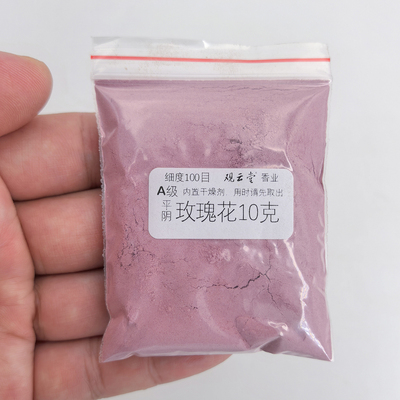 细度100目 观云堂 香业
A级 内置干燥剂 用时请先取出
平阴 玫瑰花10克